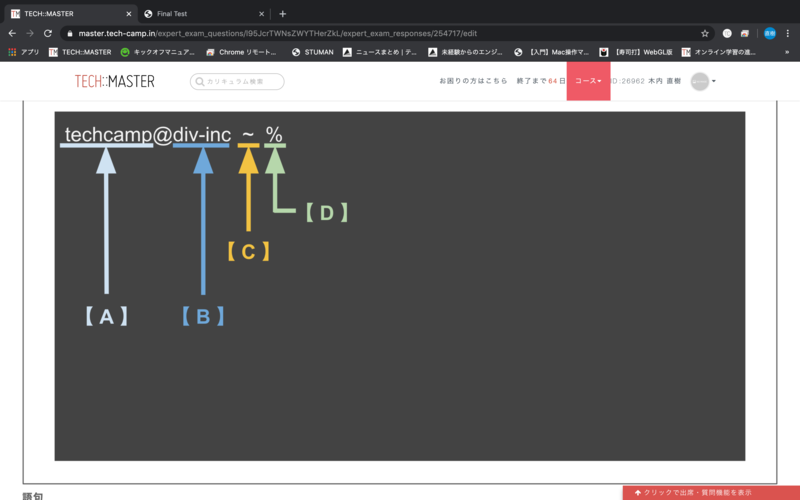 TECH::MASTER
Final Test
master.tech-camp.in/expert_exam_questions/I95JcrTWNsZWYTHerZkL/expert_exam_responses/254717/edit
アプリ TECH::MASTER キックオフマニュア... Chrome リモート... STUMAN ニュースまとめ | テ... 未経験からのエンジ... 【入門】Mac操作マ... 【寿司打】WebGL版 オンライン学習の進... »
TECH::MASTER カリキュラム検索 お困りの方はこちら 終了まで64日 コース ID:26962 木内 直樹
techcamp@div-inc ~ %
【 D 】
【 C 】
【 A 】 【 B 】
語句
クリックで出席・質問機能を表示